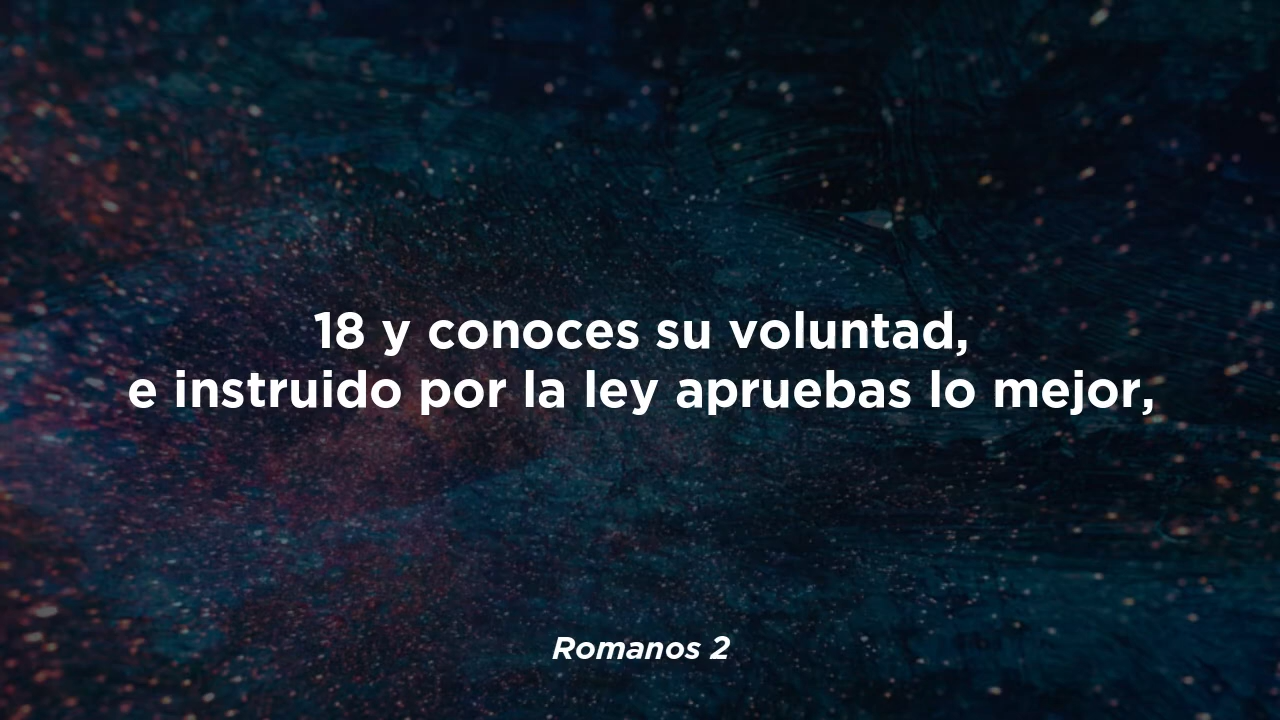 18 y conoces su voluntad,
e instruido por la ley apruebas lo mejor,
Romanos 2